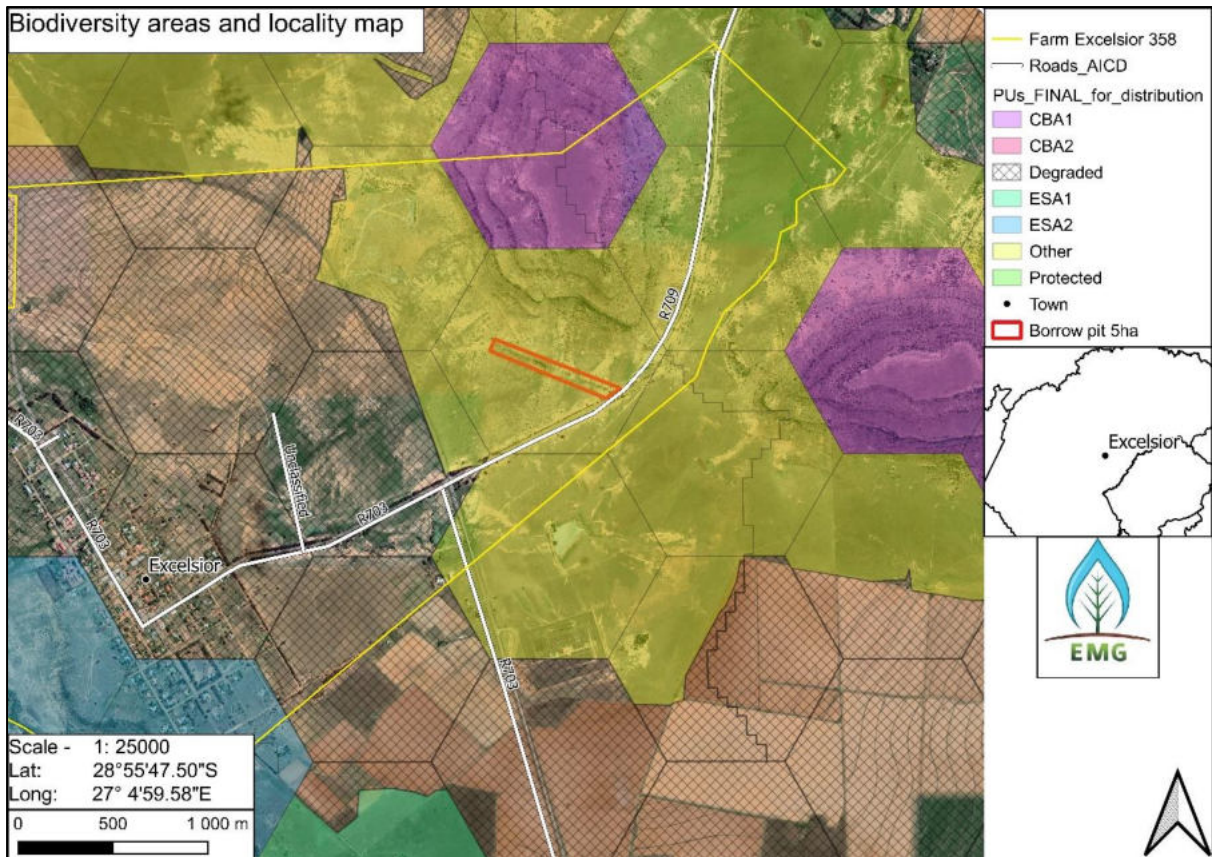 Biodiversity areas and locality map
Farm Excelsior 358
Roads_AICD
PUs_FINAL_for_distribution
CBA1
CBA2
Degraded
ESA1
ESA2
Other
Protected
Town
Borrow pit 5ha
R709
R703
Unclassified
R703
R703
Excelsior
R703
Excelsior
EMG
Scale - 1: 25000
Lat: 28°55'47.50"S
Long: 27° 4'59.58"E
0 500 1 000 m